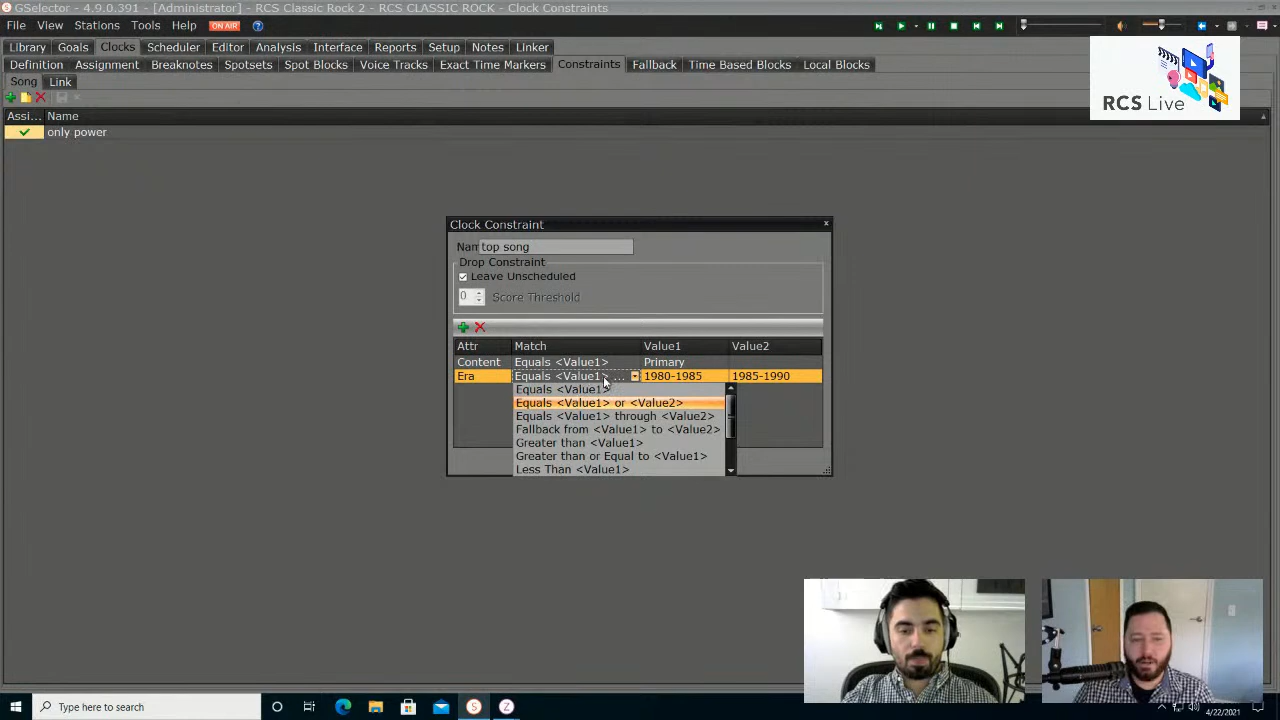 GSelector - 4.9.0.391 - [Administrator] - RCS Classic Rock 2 - RCS CLASSIC ROCK - Clock Constraints
File View Stations Tools Help ON AIR
Library Goals Clocks Scheduler Editor Analysis Interface Reports Setup Notes Linker
Definition Assignment Breaknotes Spotsets Spot Blocks Voice Tracks Exact Time Markers Constraints Fallback Time Based Blocks Local Blocks
Song Link
RCS Live
Assi... Name
only power
Clock Constraint
Nam top song
Drop Constraint
Leave Unscheduled
0 Score Threshold
Attr Match Value1 Value2
Content Equals <Value1> Primary
Era Equals <Value1> ... 1980-1985 1985-1990
Equals <Value1>
Equals <Value1> or <Value2>
Equals <Value1> through <Value2>
Fallback from <Value1> to <Value2>
Greater than <Value1>
Greater than or Equal to <Value1>
Less Than <Value1>
Type here to search
S Z
4/22/2021